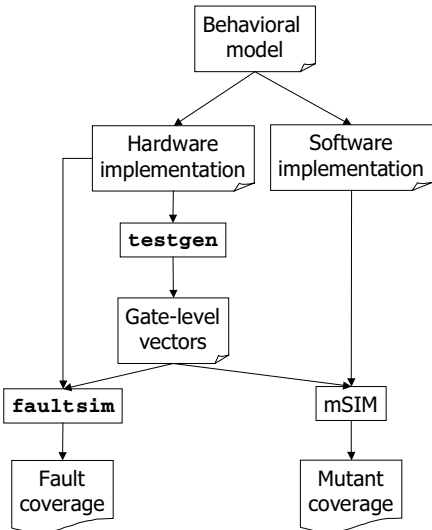 Behavioral
model
Hardware
implementation
Software
implementation
testgen
Gate-level
vectors
faultsim
mSIM
Fault
coverage
Mutant
coverage